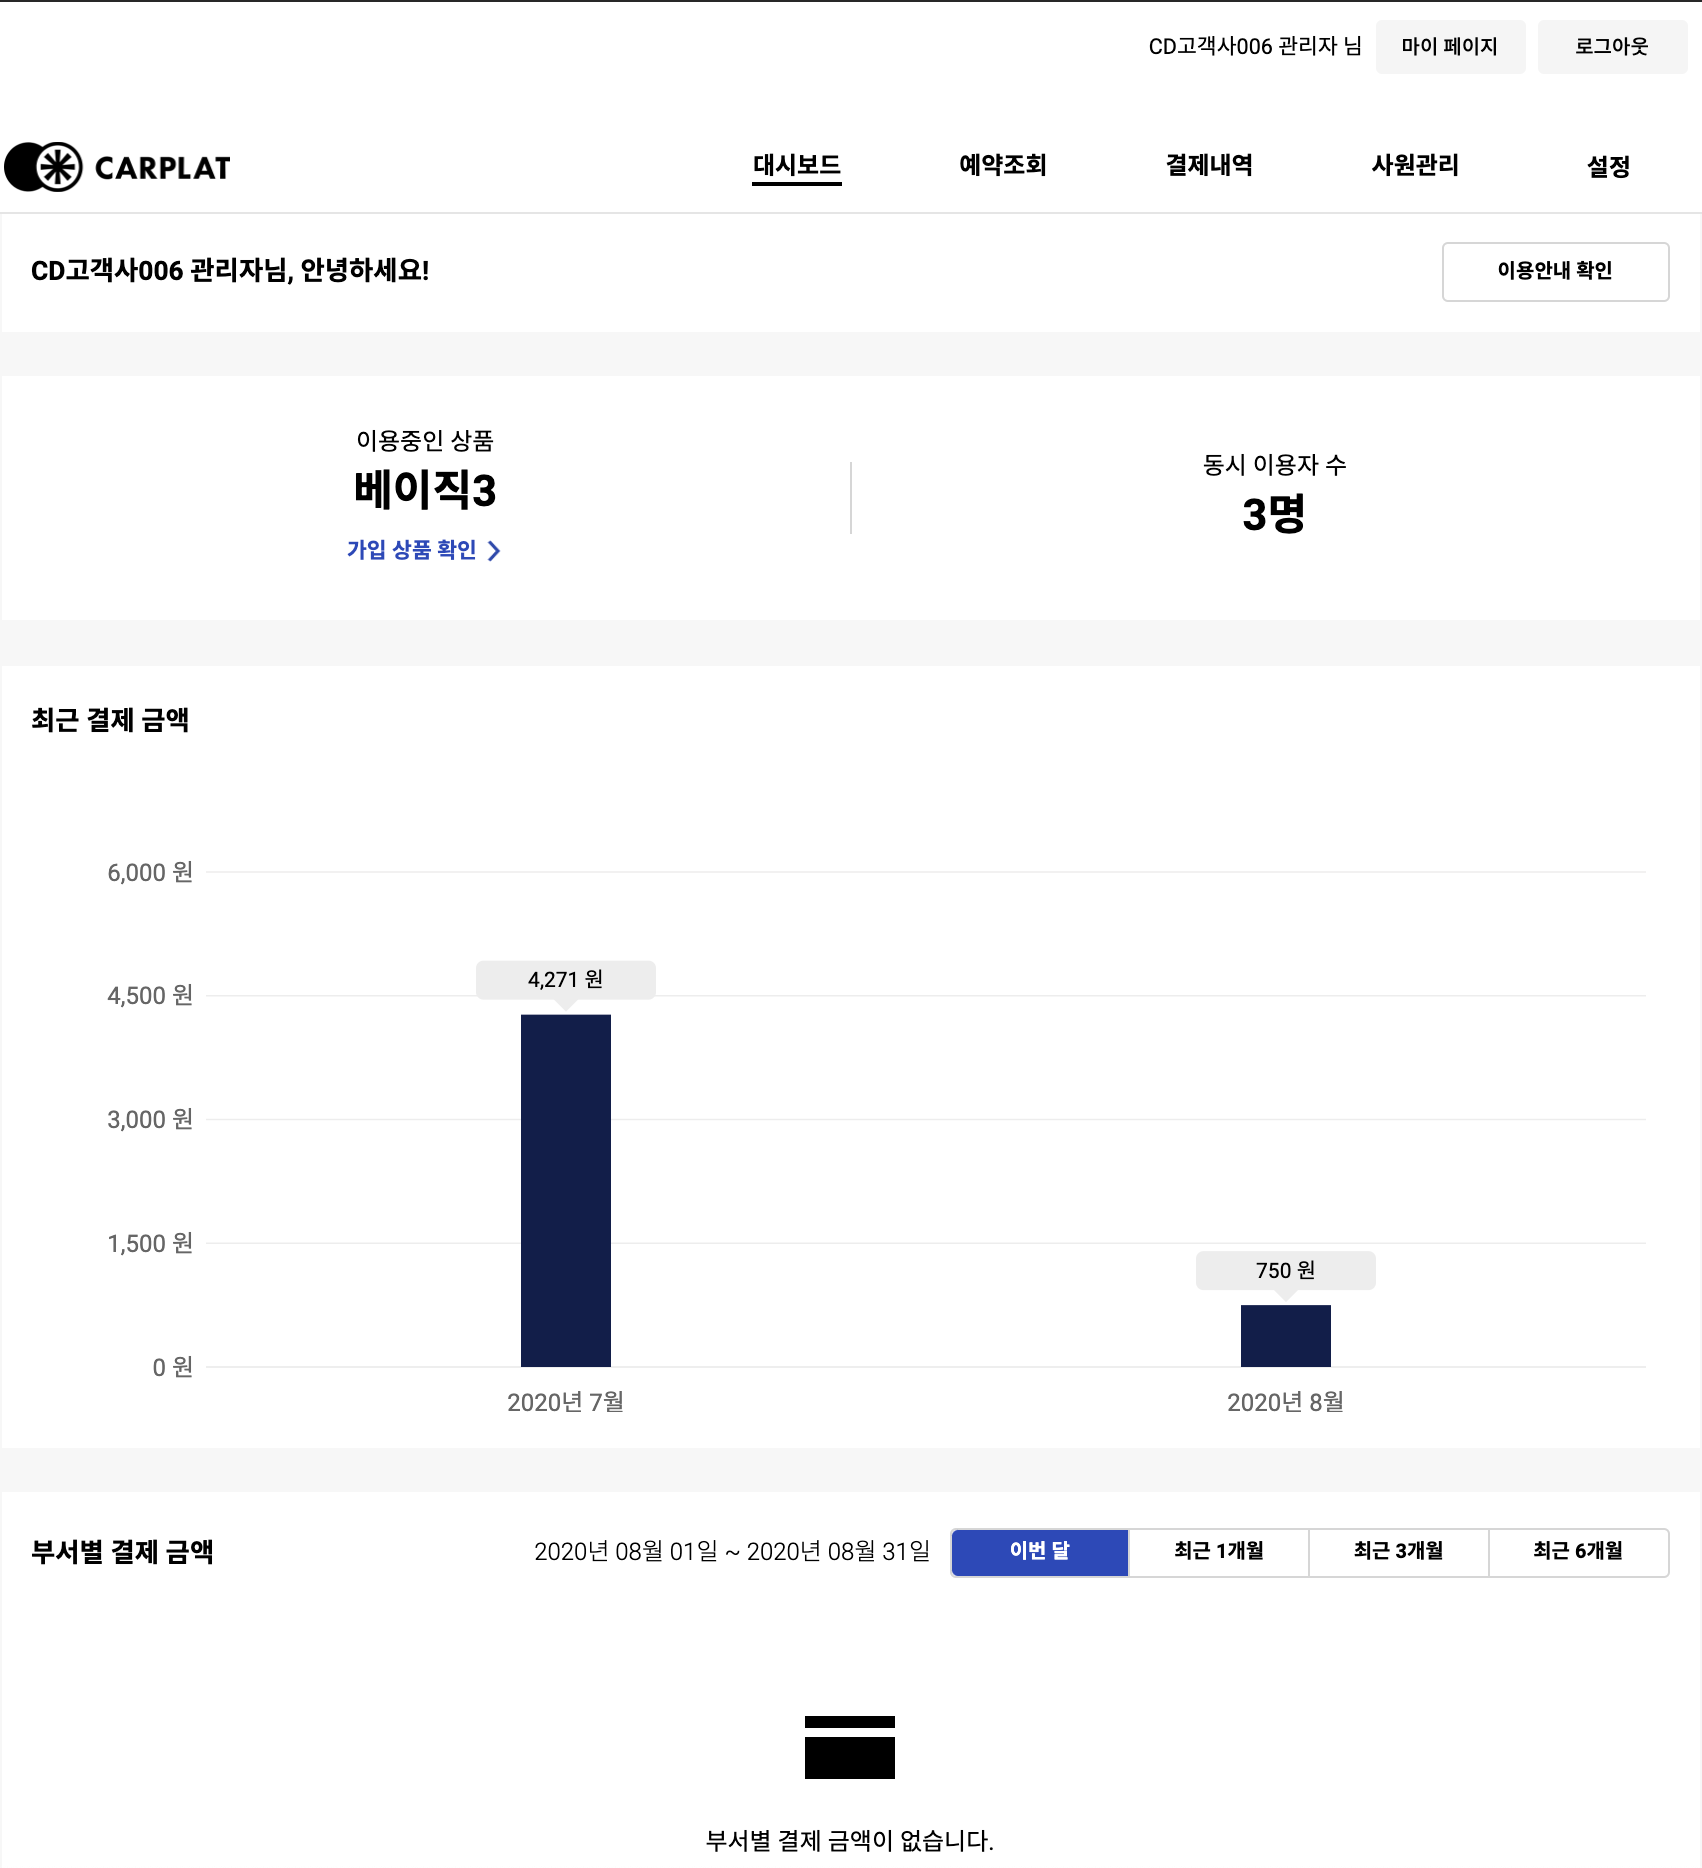 CD고객사006 관리자 님
마이 페이지
로그아웃
CARPLAT
대시보드
예약조회
결제내역
사원관리
설정
CD고객사006 관리자님, 안녕하세요!
이용안내 확인
이용중인 상품
베이직3
가입 상품 확인
동시 이용자 수
3명
최근 결제 금액
6,000 원
4,500 원
3,000 원
1,500 원
0 원
4,271 원
750 원
2020년 7월
2020년 8월
부서별 결제 금액
2020년 08월 01일 ~ 2020년 08월 31일
이번 달
최근 1개월
최근 3개월
최근 6개월
부서별 결제 금액이 없습니다.